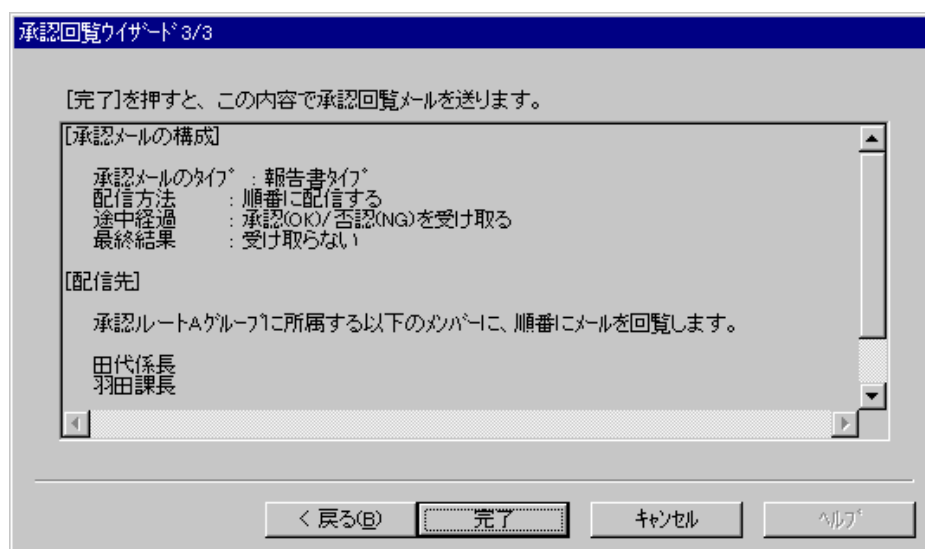 承認回覧ウィザード3/3
[完了]を押すと、この内容で承認回覧メールを送ります。
[承認メールの構成]
承認メールのタイプ :報告書タイプ
配信方法 :順番に配信する
途中経過 :承認(OK)/否認(NG)を受け取る
最終結果 :受け取らない
[配信先]
承認ルートAグループに所属する以下のメンバーに、順番にメールを回覧します。
田代係長
羽田課長
< 戻る(B)
完了
キャンセル
ヘルプ